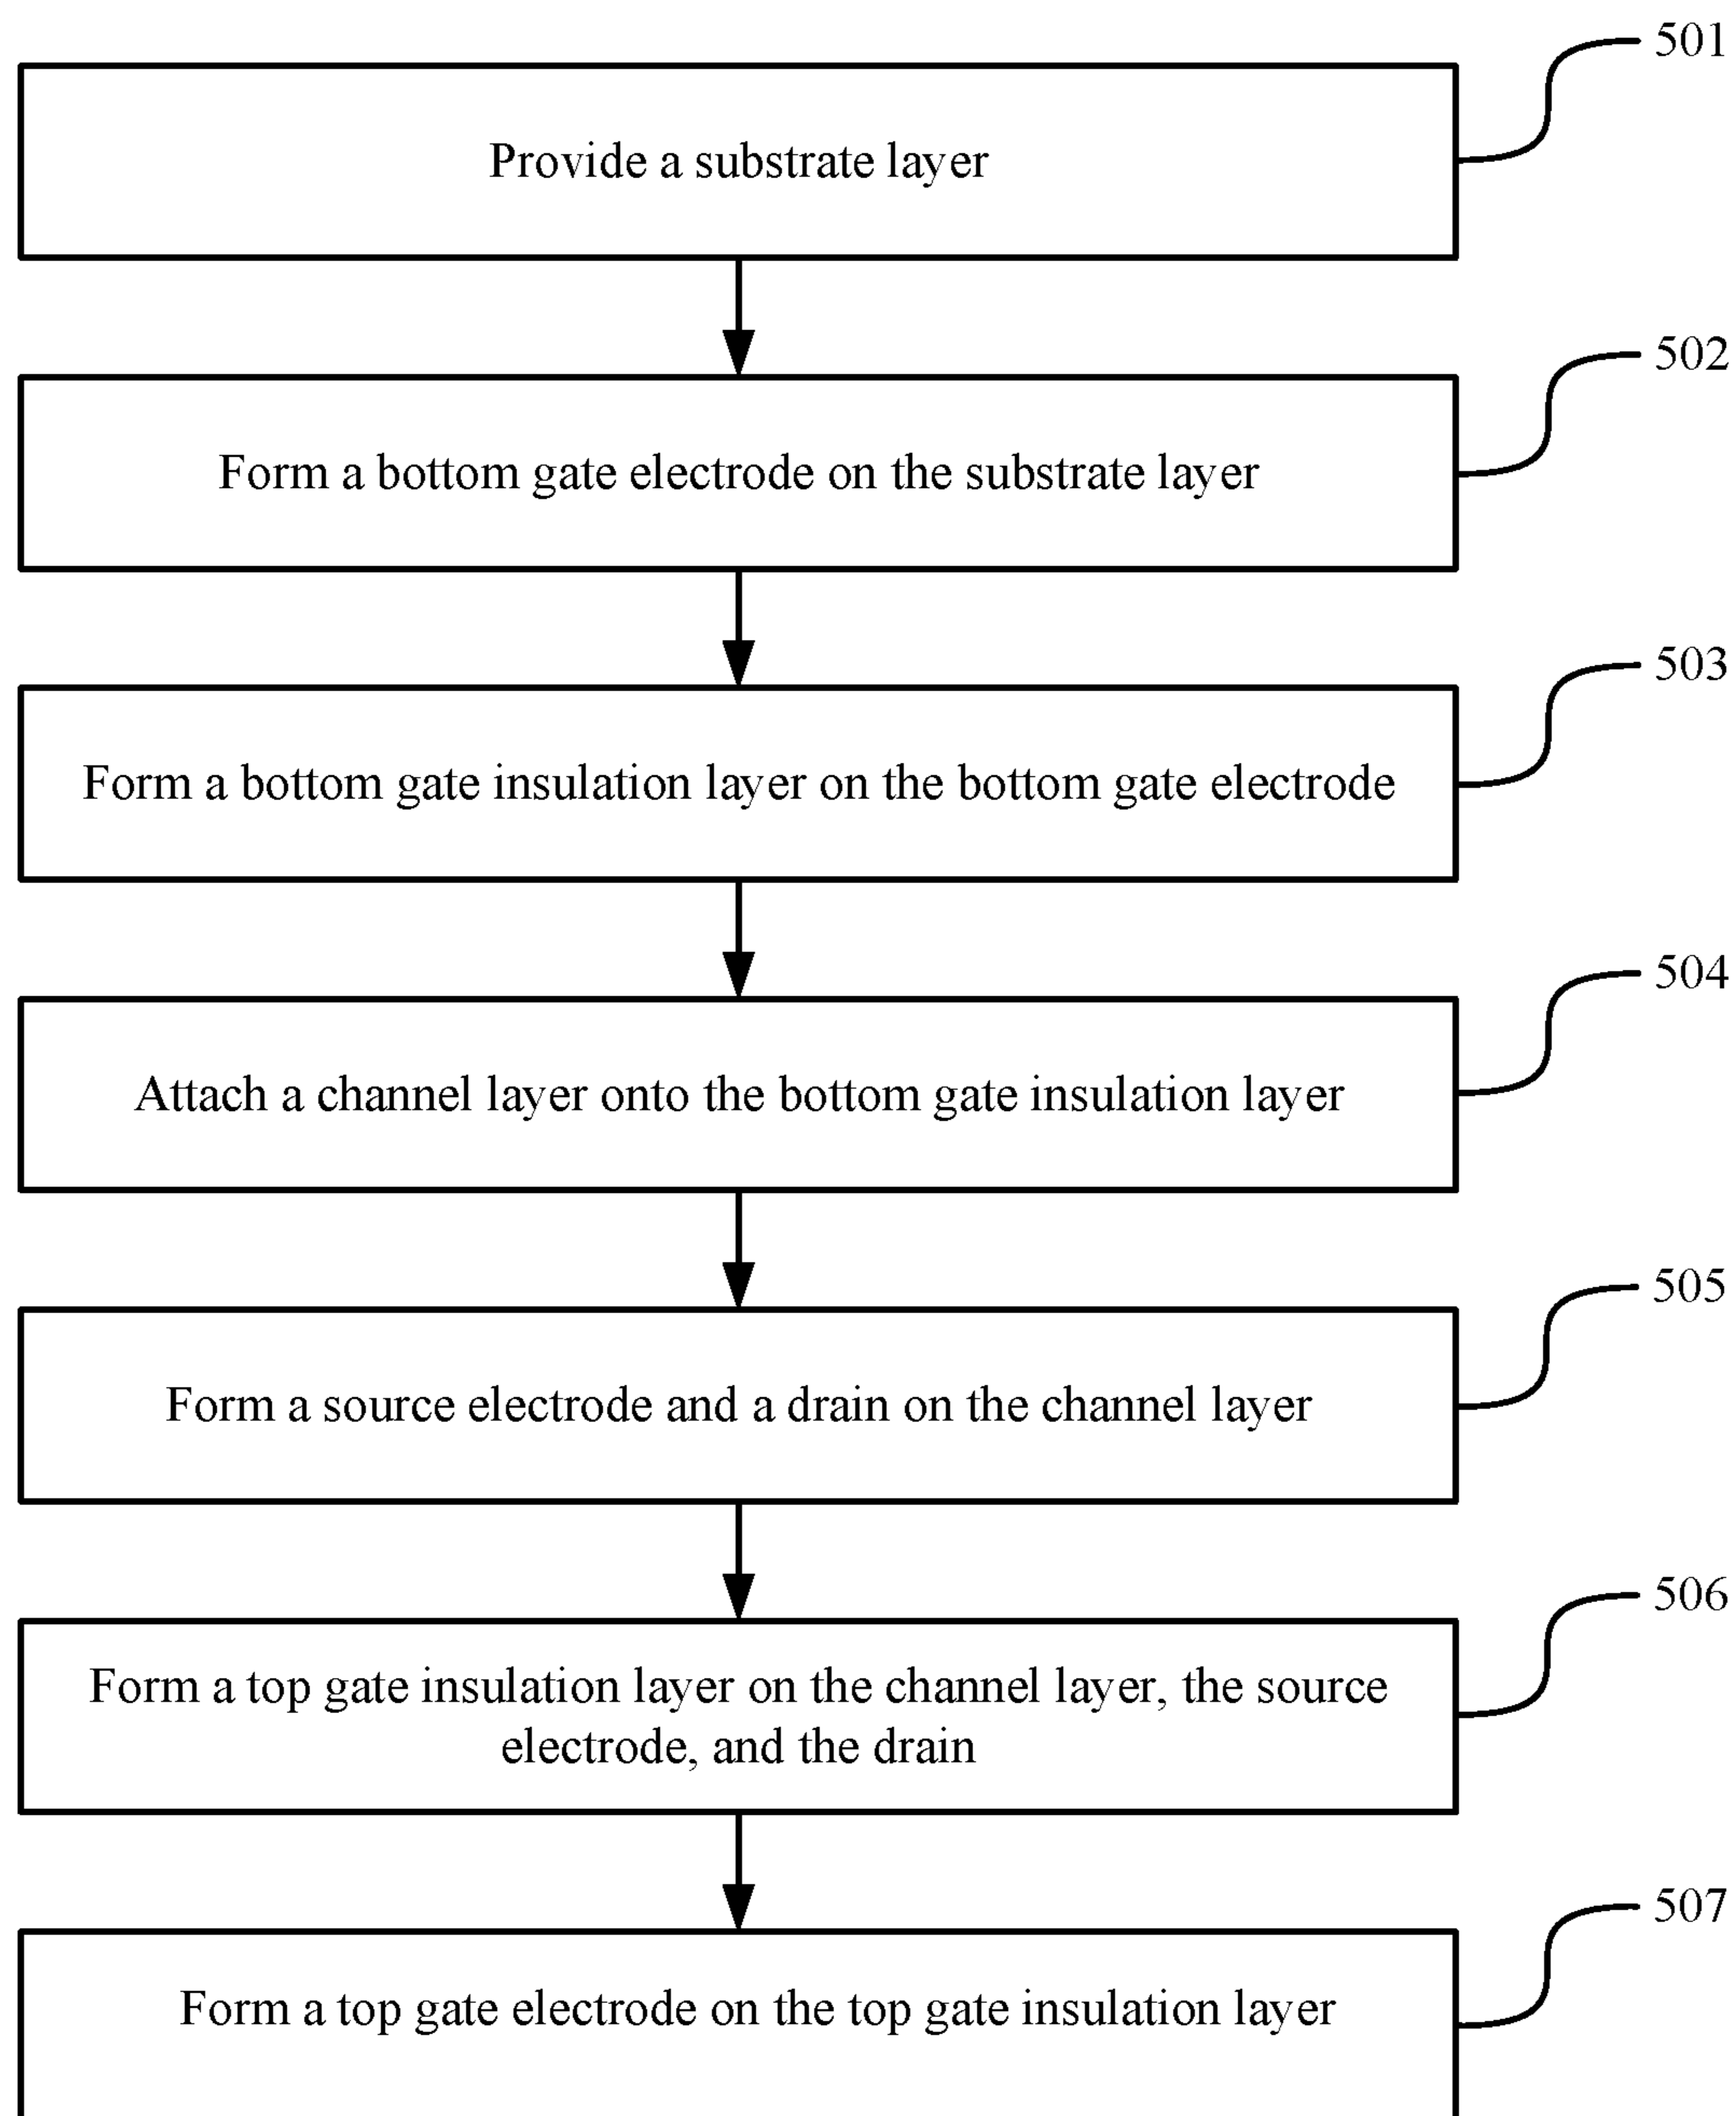 501
Provide a substrate layer
502
Form a bottom gate electrode on the substrate layer
503
Form a bottom gate insulation layer on the bottom gate electrode
504
Attach a channel layer onto the bottom gate insulation layer
505
Form a source electrode and a drain on the channel layer
506
Form a top gate insulation layer on the channel layer, the source
electrode, and the drain
507
Form a top gate electrode on the top gate insulation layer